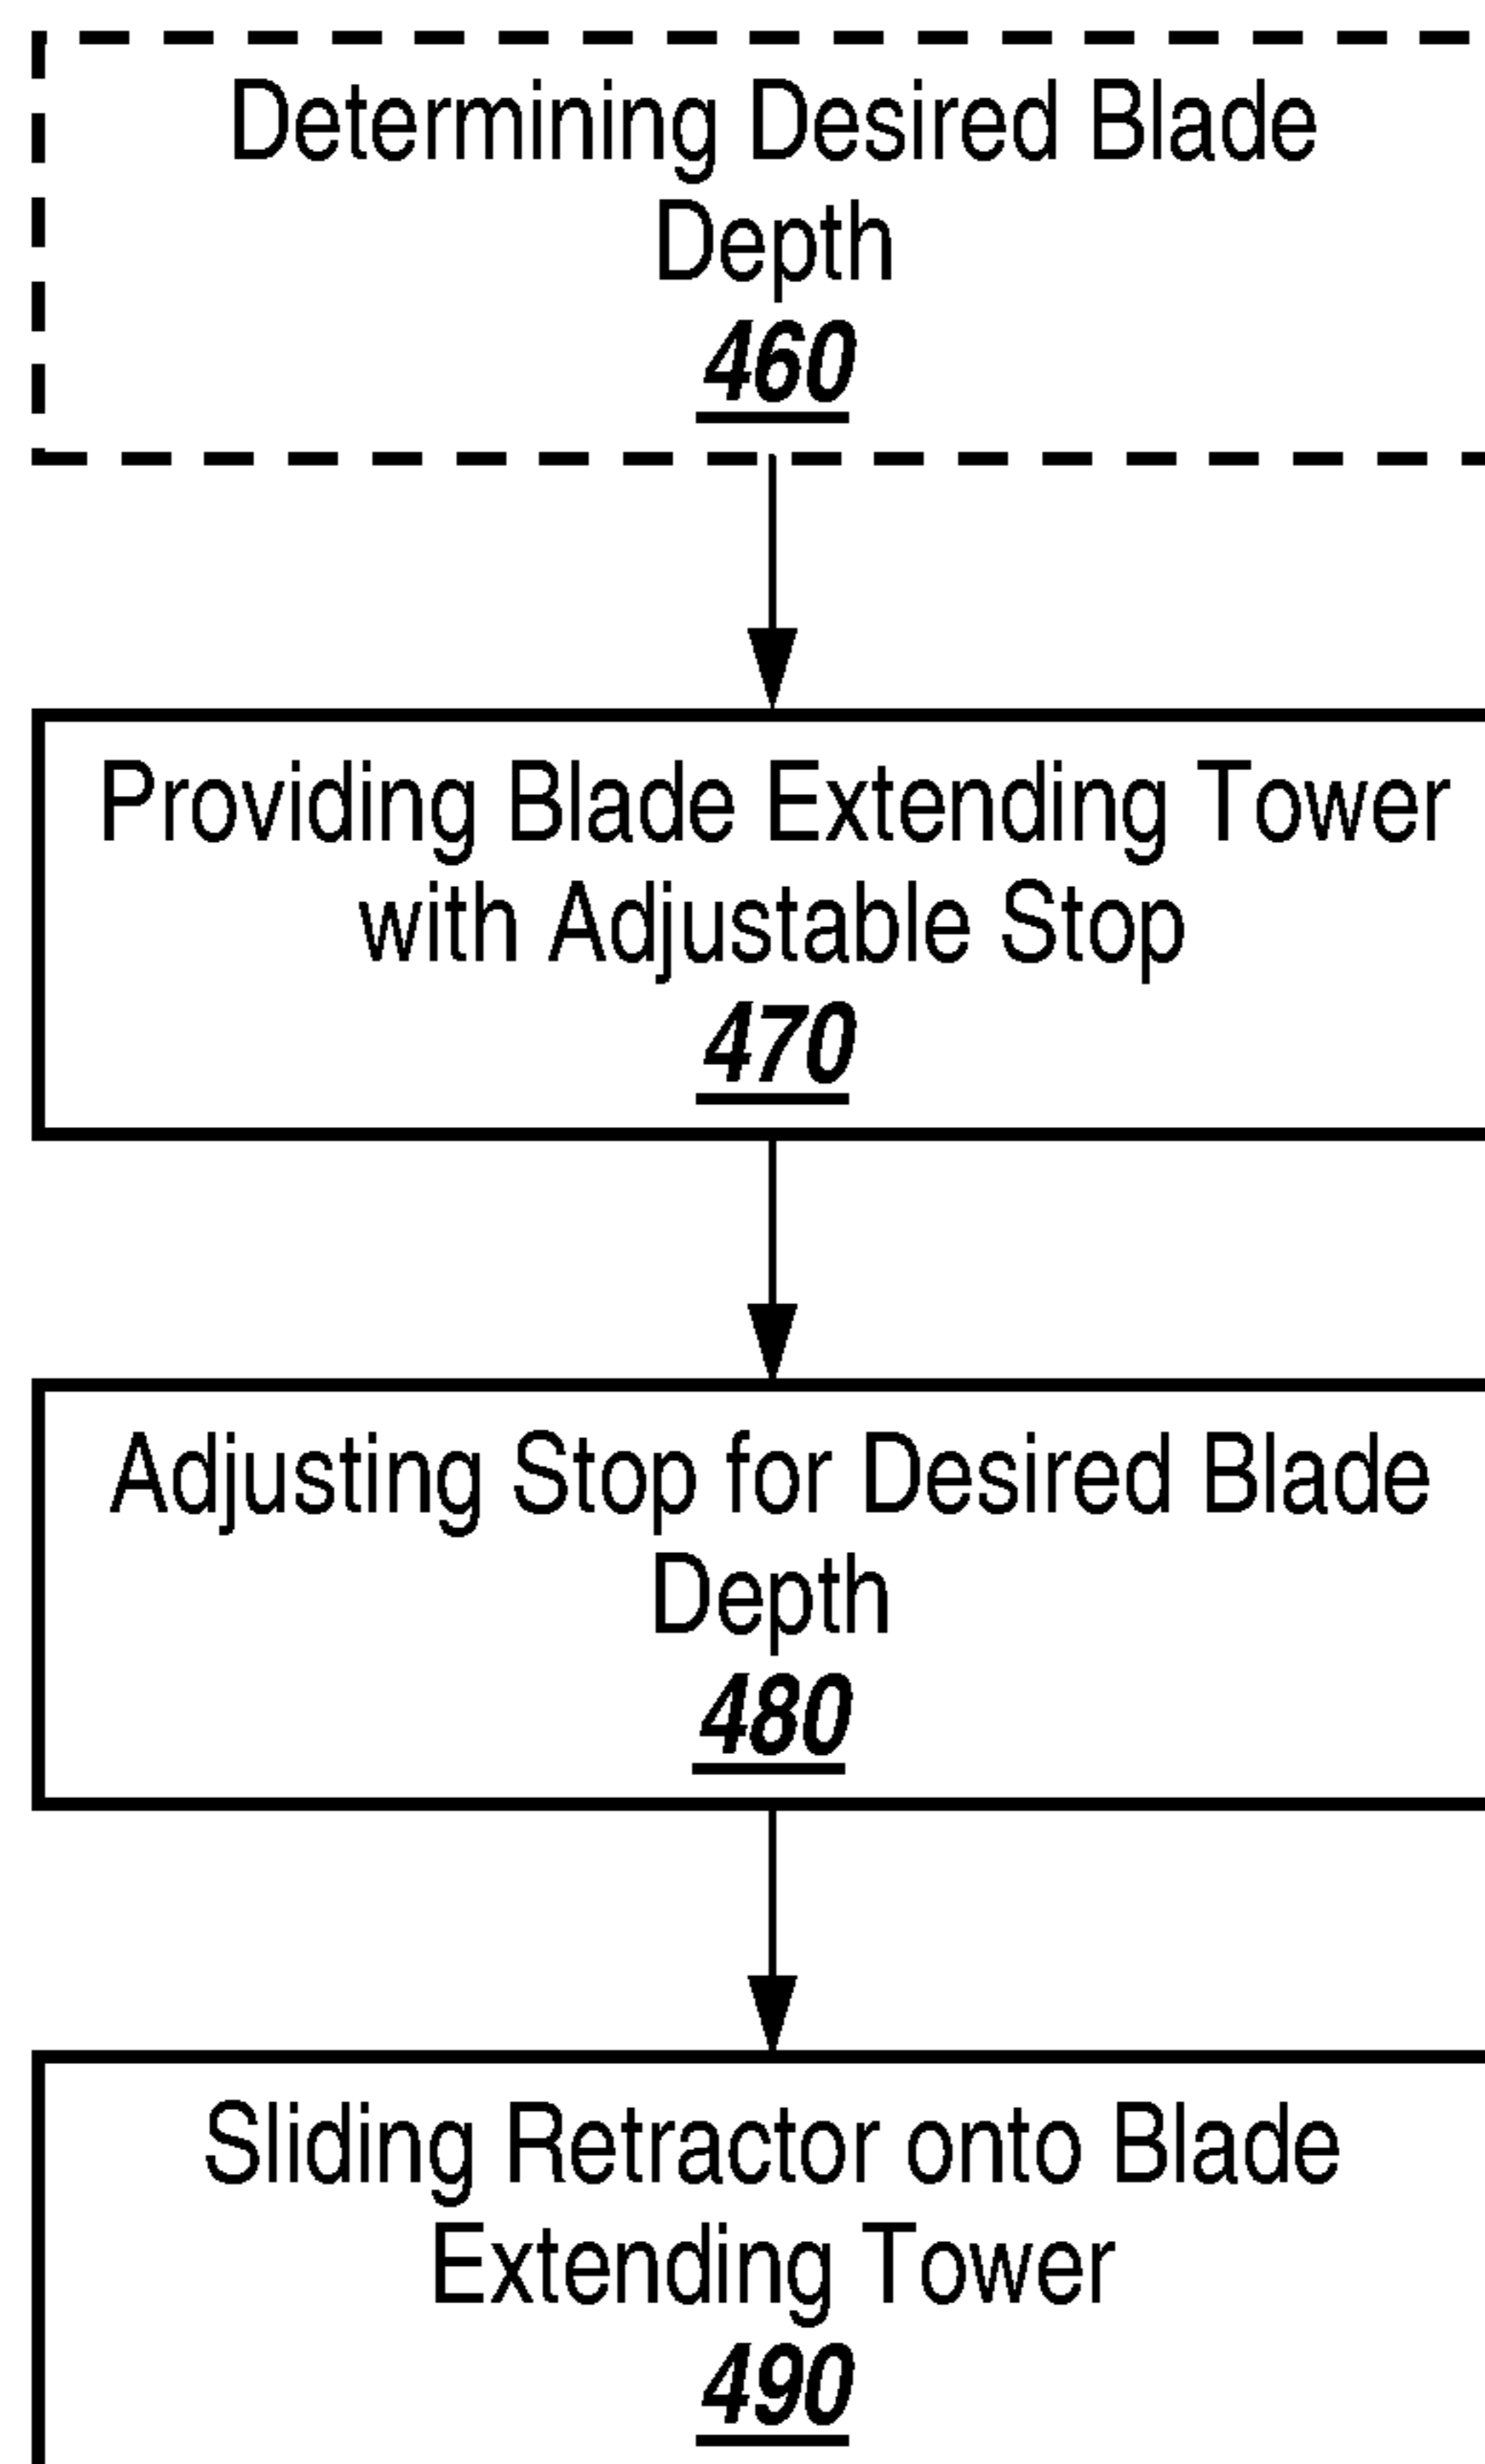 Determining Desired Blade
Depth
460
Providing Blade Extending Tower
with Adjustable Stop
470
Adjusting Stop for Desired Blade
Depth
480
Sliding Retractor onto Blade
Extending Tower
490